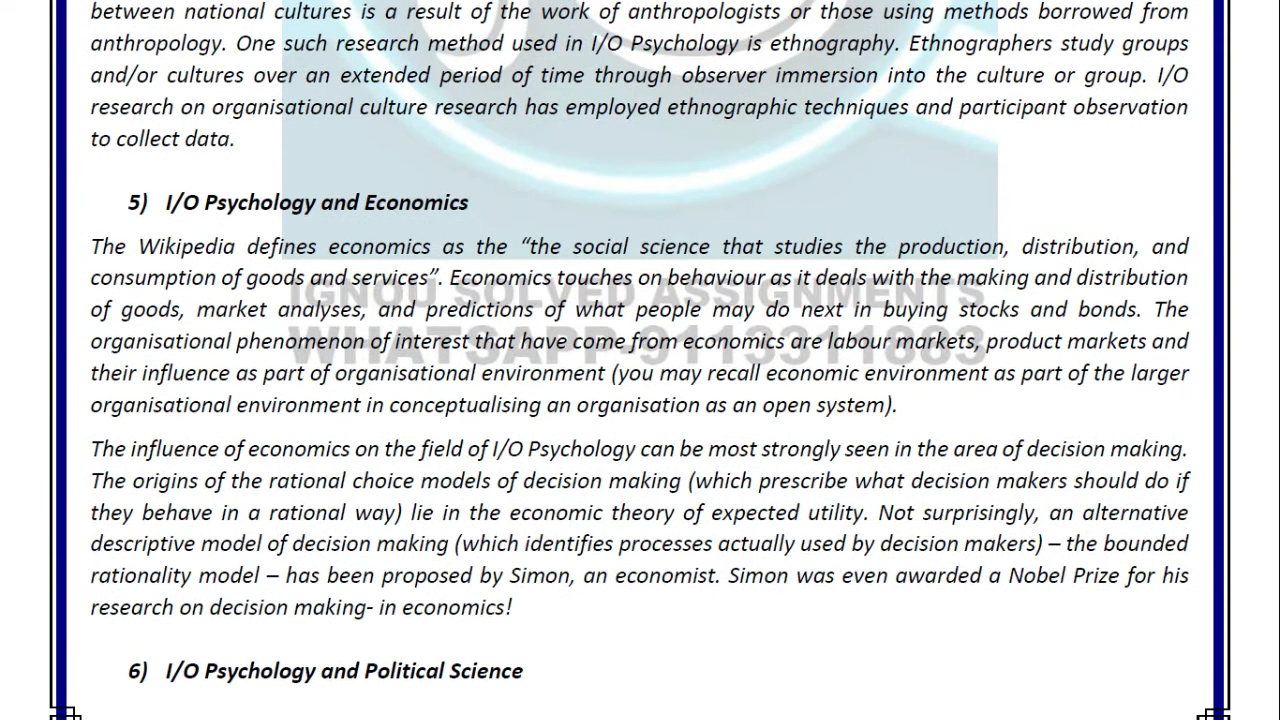 between national cultures is a result of the work of anthropologists or those using methods borrowed from
anthropology. One such research method used in I/O Psychology is ethnography. Ethnographers study groups
and/or cultures over an extended period of time through observer immersion into the culture or group. I/O
research on organisational culture research has employed ethnographic techniques and participant observation
to collect data.
5) I/O Psychology and Economics
The Wikipedia defines economics as the “the social science that studies the production, distribution, and
consumption of goods and services”. Economics touches on behaviour as it deals with the making and distribution
of goods, market analyses, and predictions of what people may do next in buying stocks and bonds. The
organisational phenomenon of interest that have come from economics are labour markets, product markets and
their influence as part of organisational environment (you may recall economic environment as part of the larger
organisational environment in conceptualising an organisation as an open system).
IGNOU SOLVED ASSIGNMENTS
WHATSAPP-9113311883
The influence of economics on the field of I/O Psychology can be most strongly seen in the area of decision making.
The origins of the rational choice models of decision making (which prescribe what decision makers should do if
they behave in a rational way) lie in the economic theory of expected utility. Not surprisingly, an alternative
descriptive model of decision making (which identifies processes actually used by decision makers) – the bounded
rationality model – has been proposed by Simon, an economist. Simon was even awarded a Nobel Prize for his
research on decision making- in economics!
6) I/O Psychology and Political Science